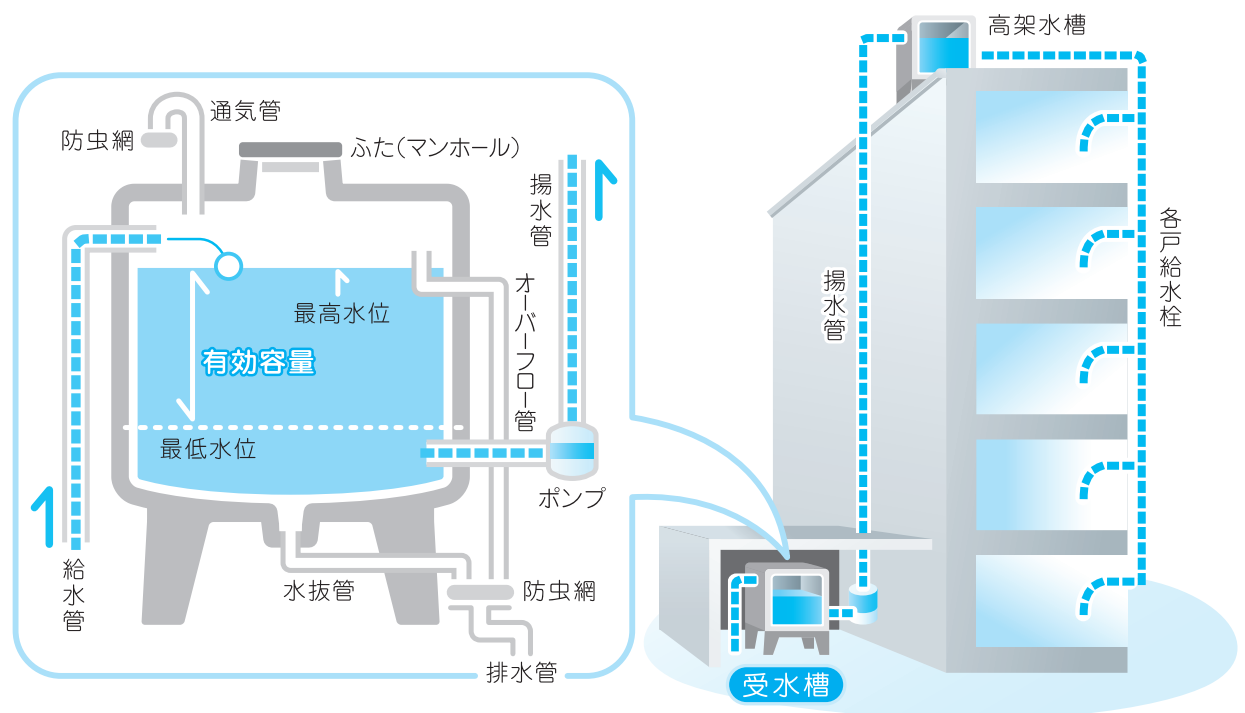 高架水槽
通気管
防虫網
ふた(マンホール)
揚水管
各戸給水栓
オーバーフロー管
揚水管
最高水位
有効容量
最低水位
ポンプ
給水管
水抜管
防虫網
排水管
受水槽